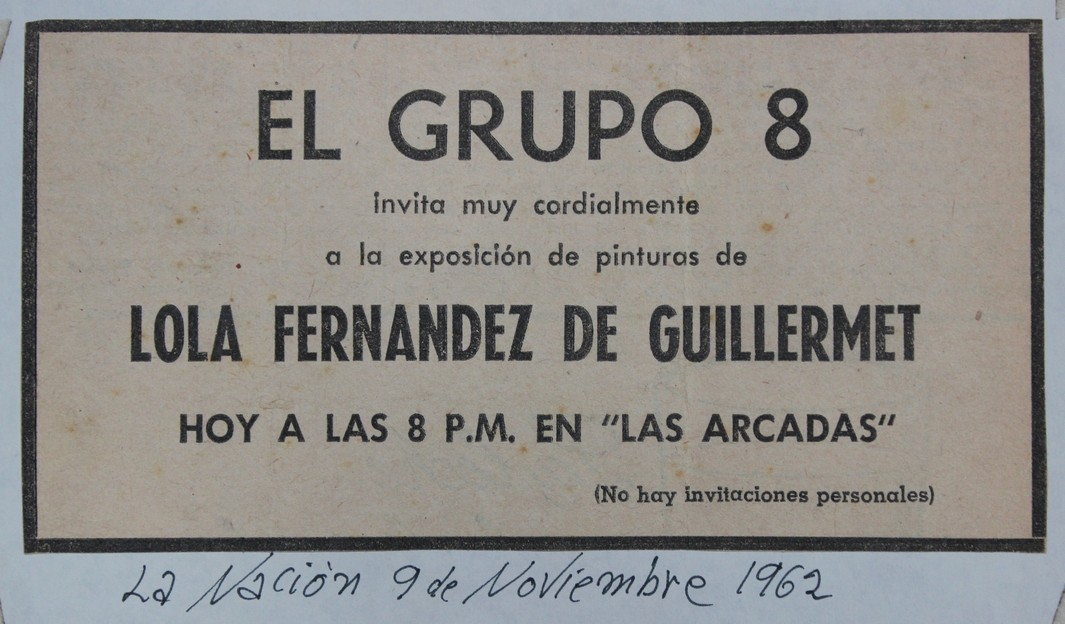 EL GRUPO 8
invita muy cordialmente
a la exposición de pinturas de
LOLA FERNANDEZ DE GUILLERMET
HOY A LAS 8 P.M. EN "LAS ARCADAS"
(No hay invitaciones personales)
La Nación 9 de Noviembre 1962